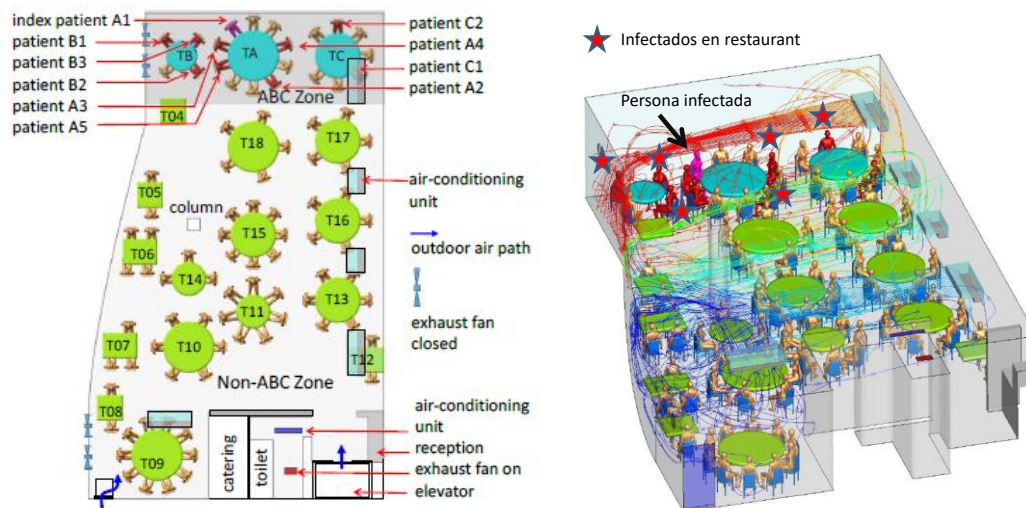 index patient A1
patient B1
patient B3
patient B2
patient A3
patient A5
patient C2
patient A4
patient C1
patient A2
TB
TA
TC
ABC Zone
T04
T18
T17
T05
column
T15
T16
T06
T14
T11
T13
T07
T10
T12
Non-ABC Zone
T08
T09
catering
toilet
air-conditioning
unit
outdoor air path
exhaust fan
closed
air-conditioning
unit
reception
exhaust fan on
elevator
Infectados en restaurant
Persona infectada